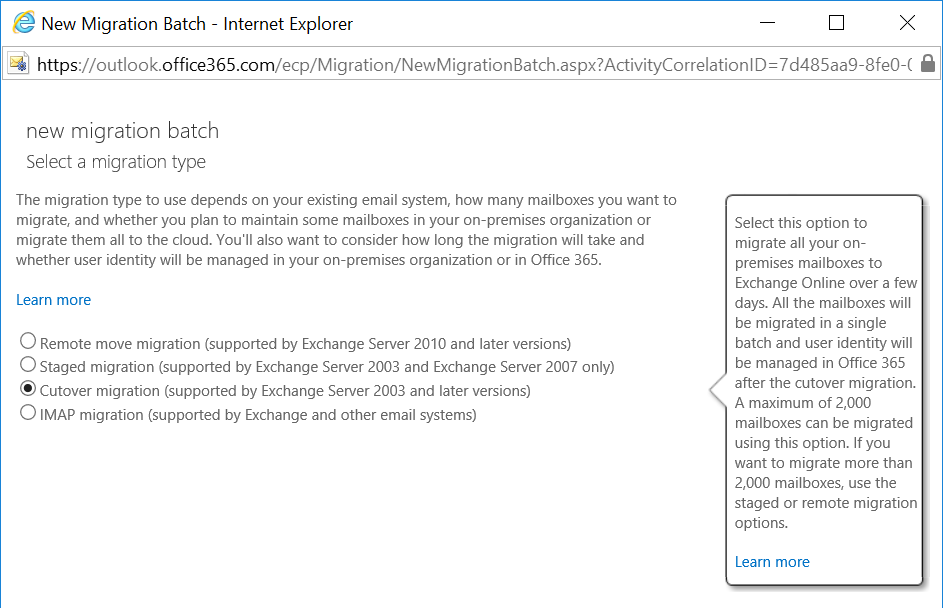 New Migration Batch - Internet Explorer
https://outlook.office365.com/ecp/Migration/NewMigrationBatch.aspx?ActivityCorrelationID=7d485aa9-8fe0-
new migration batch
Select a migration type
The migration type to use depends on your existing email system, how many mailboxes you want to
migrate, and whether you plan to maintain some mailboxes in your on-premises organization or
migrate them all to the cloud. You'll also want to consider how long the migration will take and
whether user identity will be managed in your on-premises organization or in Office 365.
Learn more
Remote move migration (supported by Exchange Server 2010 and later versions)
Staged migration (supported by Exchange Server 2003 and Exchange Server 2007 only)
Cutover migration (supported by Exchange Server 2003 and later versions)
IMAP migration (supported by Exchange and other email systems)
Select this option to
migrate all your on-
premises mailboxes to
Exchange Online over a few
days. All the mailboxes will
be migrated in a single
batch and user identity will
be managed in Office 365
after the cutover migration.
A maximum of 2,000
mailboxes can be migrated
using this option. If you
want to migrate more than
2,000 mailboxes, use the
staged or remote migration
options.
Learn more